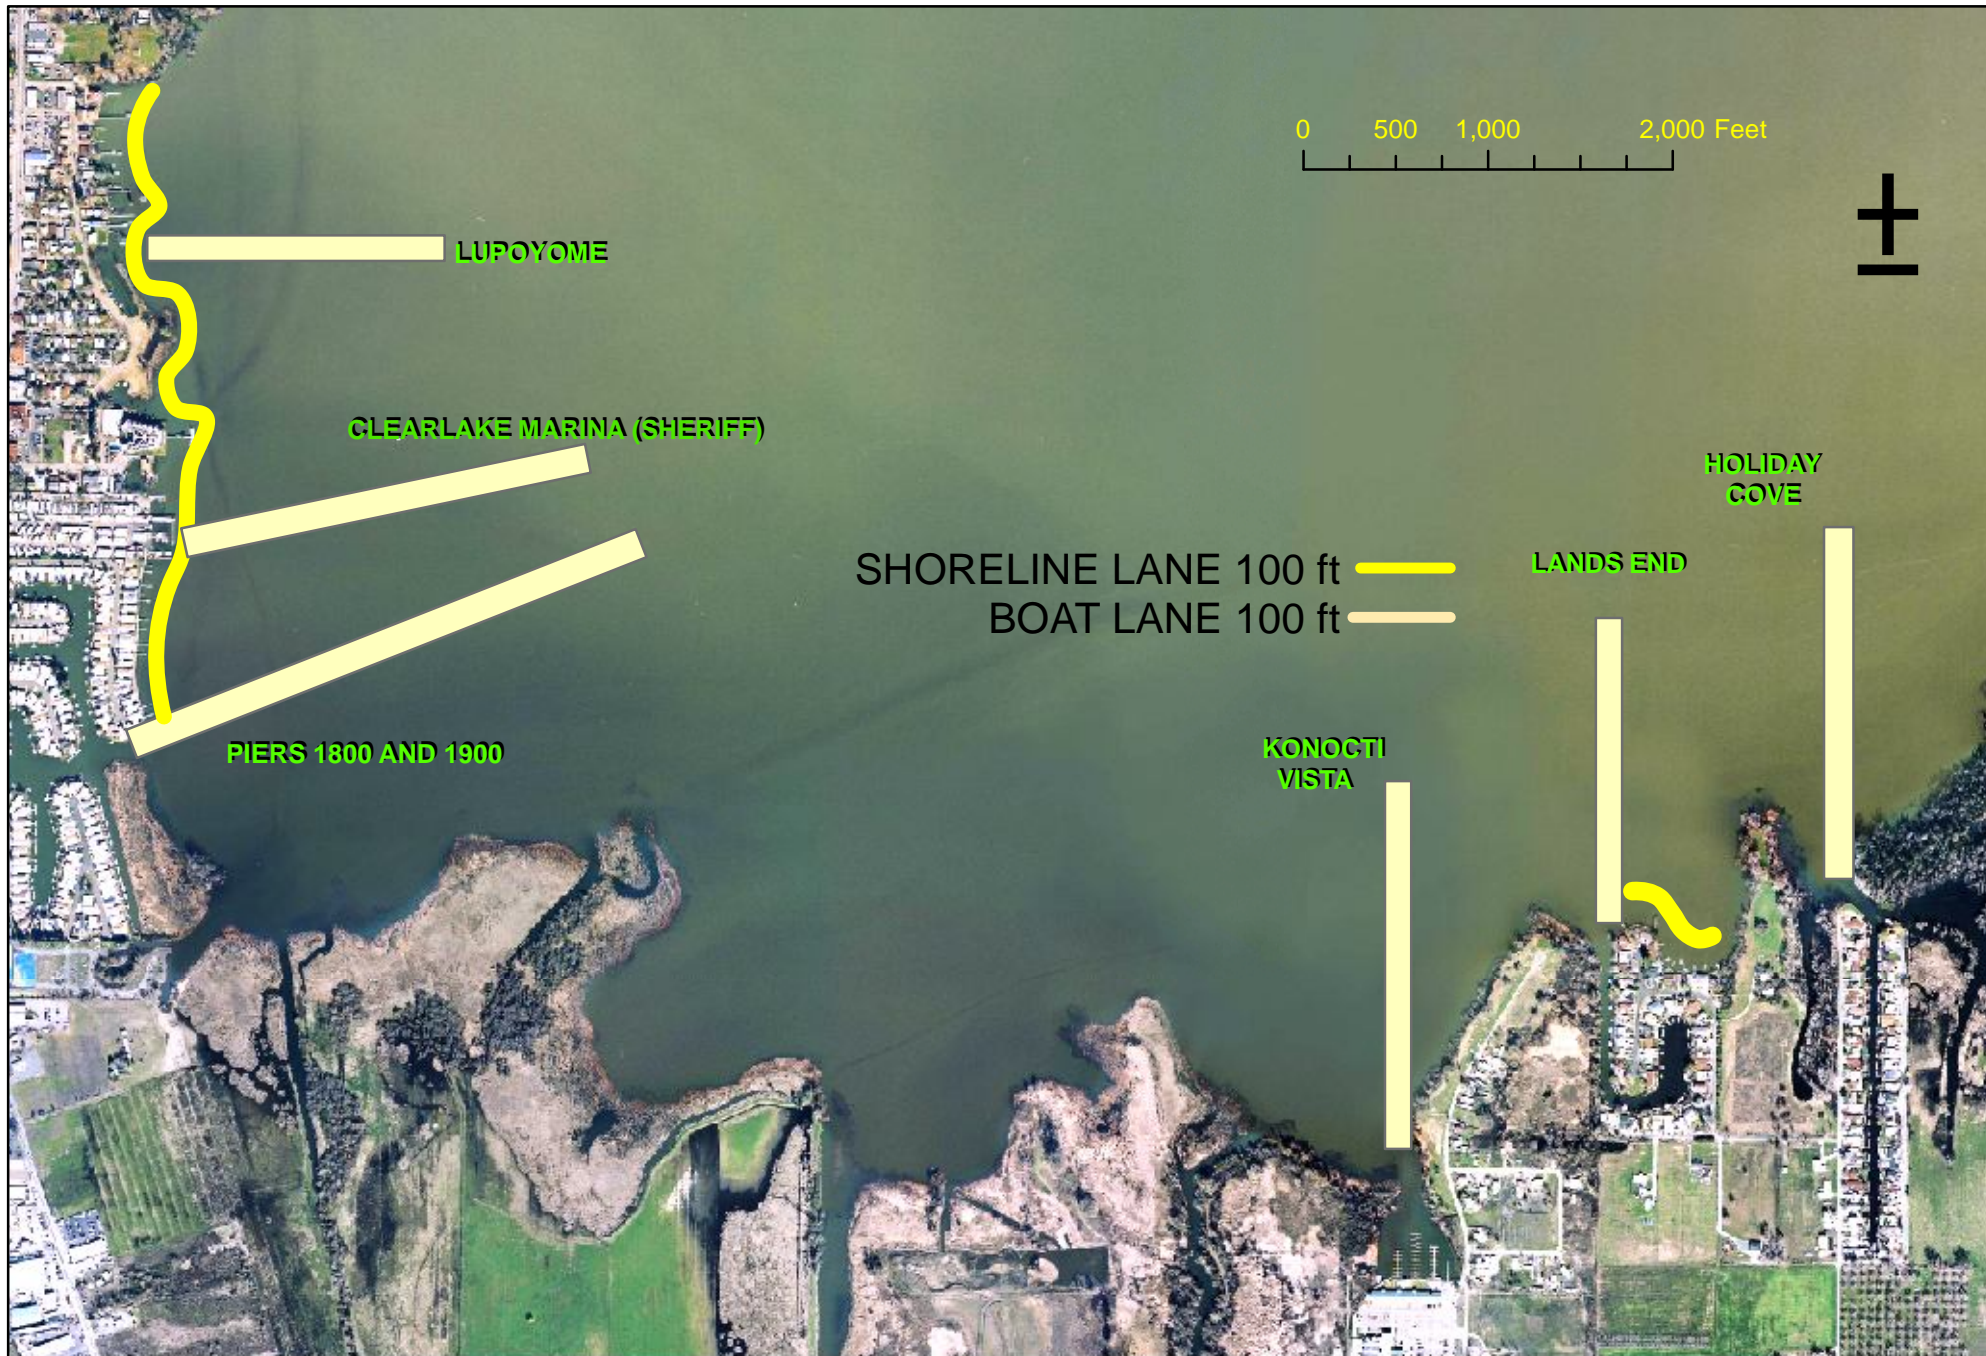 0 500 1,000 2,000 Feet
±
LUPOYOME
CLEARLAKE MARINA (SHERIFF)
HOLIDAY
COVE
SHORELINE LANE 100 ft
LANDS END
BOAT LANE 100 ft
PIERS 1800 AND 1900
KONOCTI
VISTA